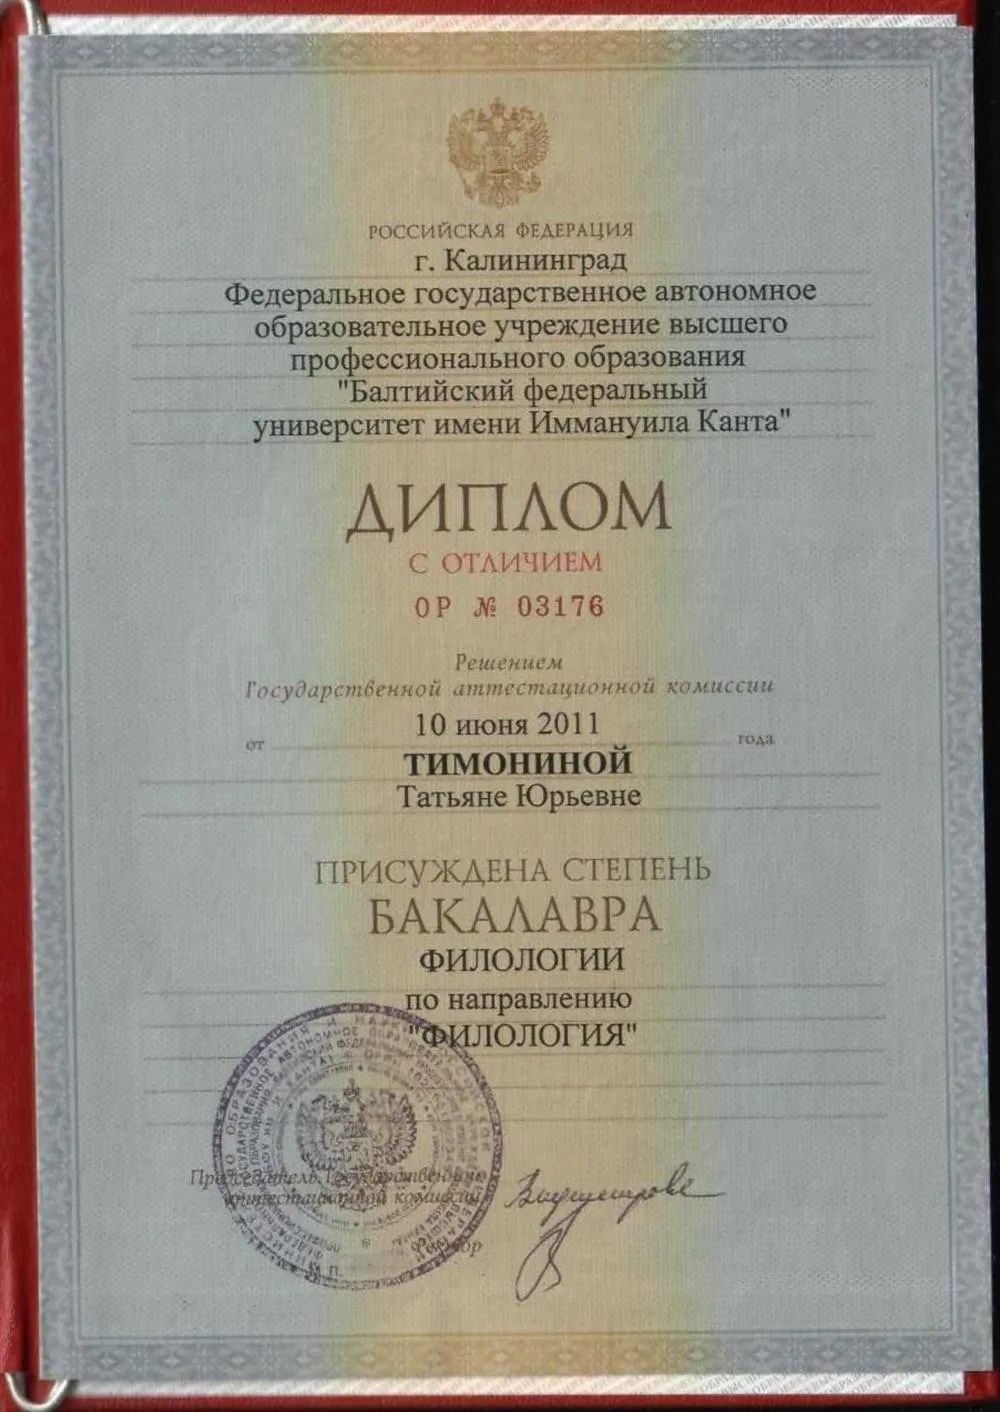 РОССИЙСКАЯ ФЕДЕРАЦИЯ
г. Калининград
Федеральное государственное автономное
образовательное учреждение высшего
профессионального образования
"Балтийский федеральный
университет имени Иммануила Канта"
ДИПЛОМ
С ОТЛИЧИЕМ
ОР № 03176
Решением
Государственной аттестационной комиссии
от 10 июня 2011 года
ТИМОНИНОЙ
Татьяне Юрьевне
ПРИСУЖДЕНА СТЕПЕНЬ
БАКАЛАВРА
ФИЛОЛОГИИ
по направлению
"ФИЛОЛОГИЯ"
Председатель Государственной
аттестационной комиссии
Ректор
М.П.